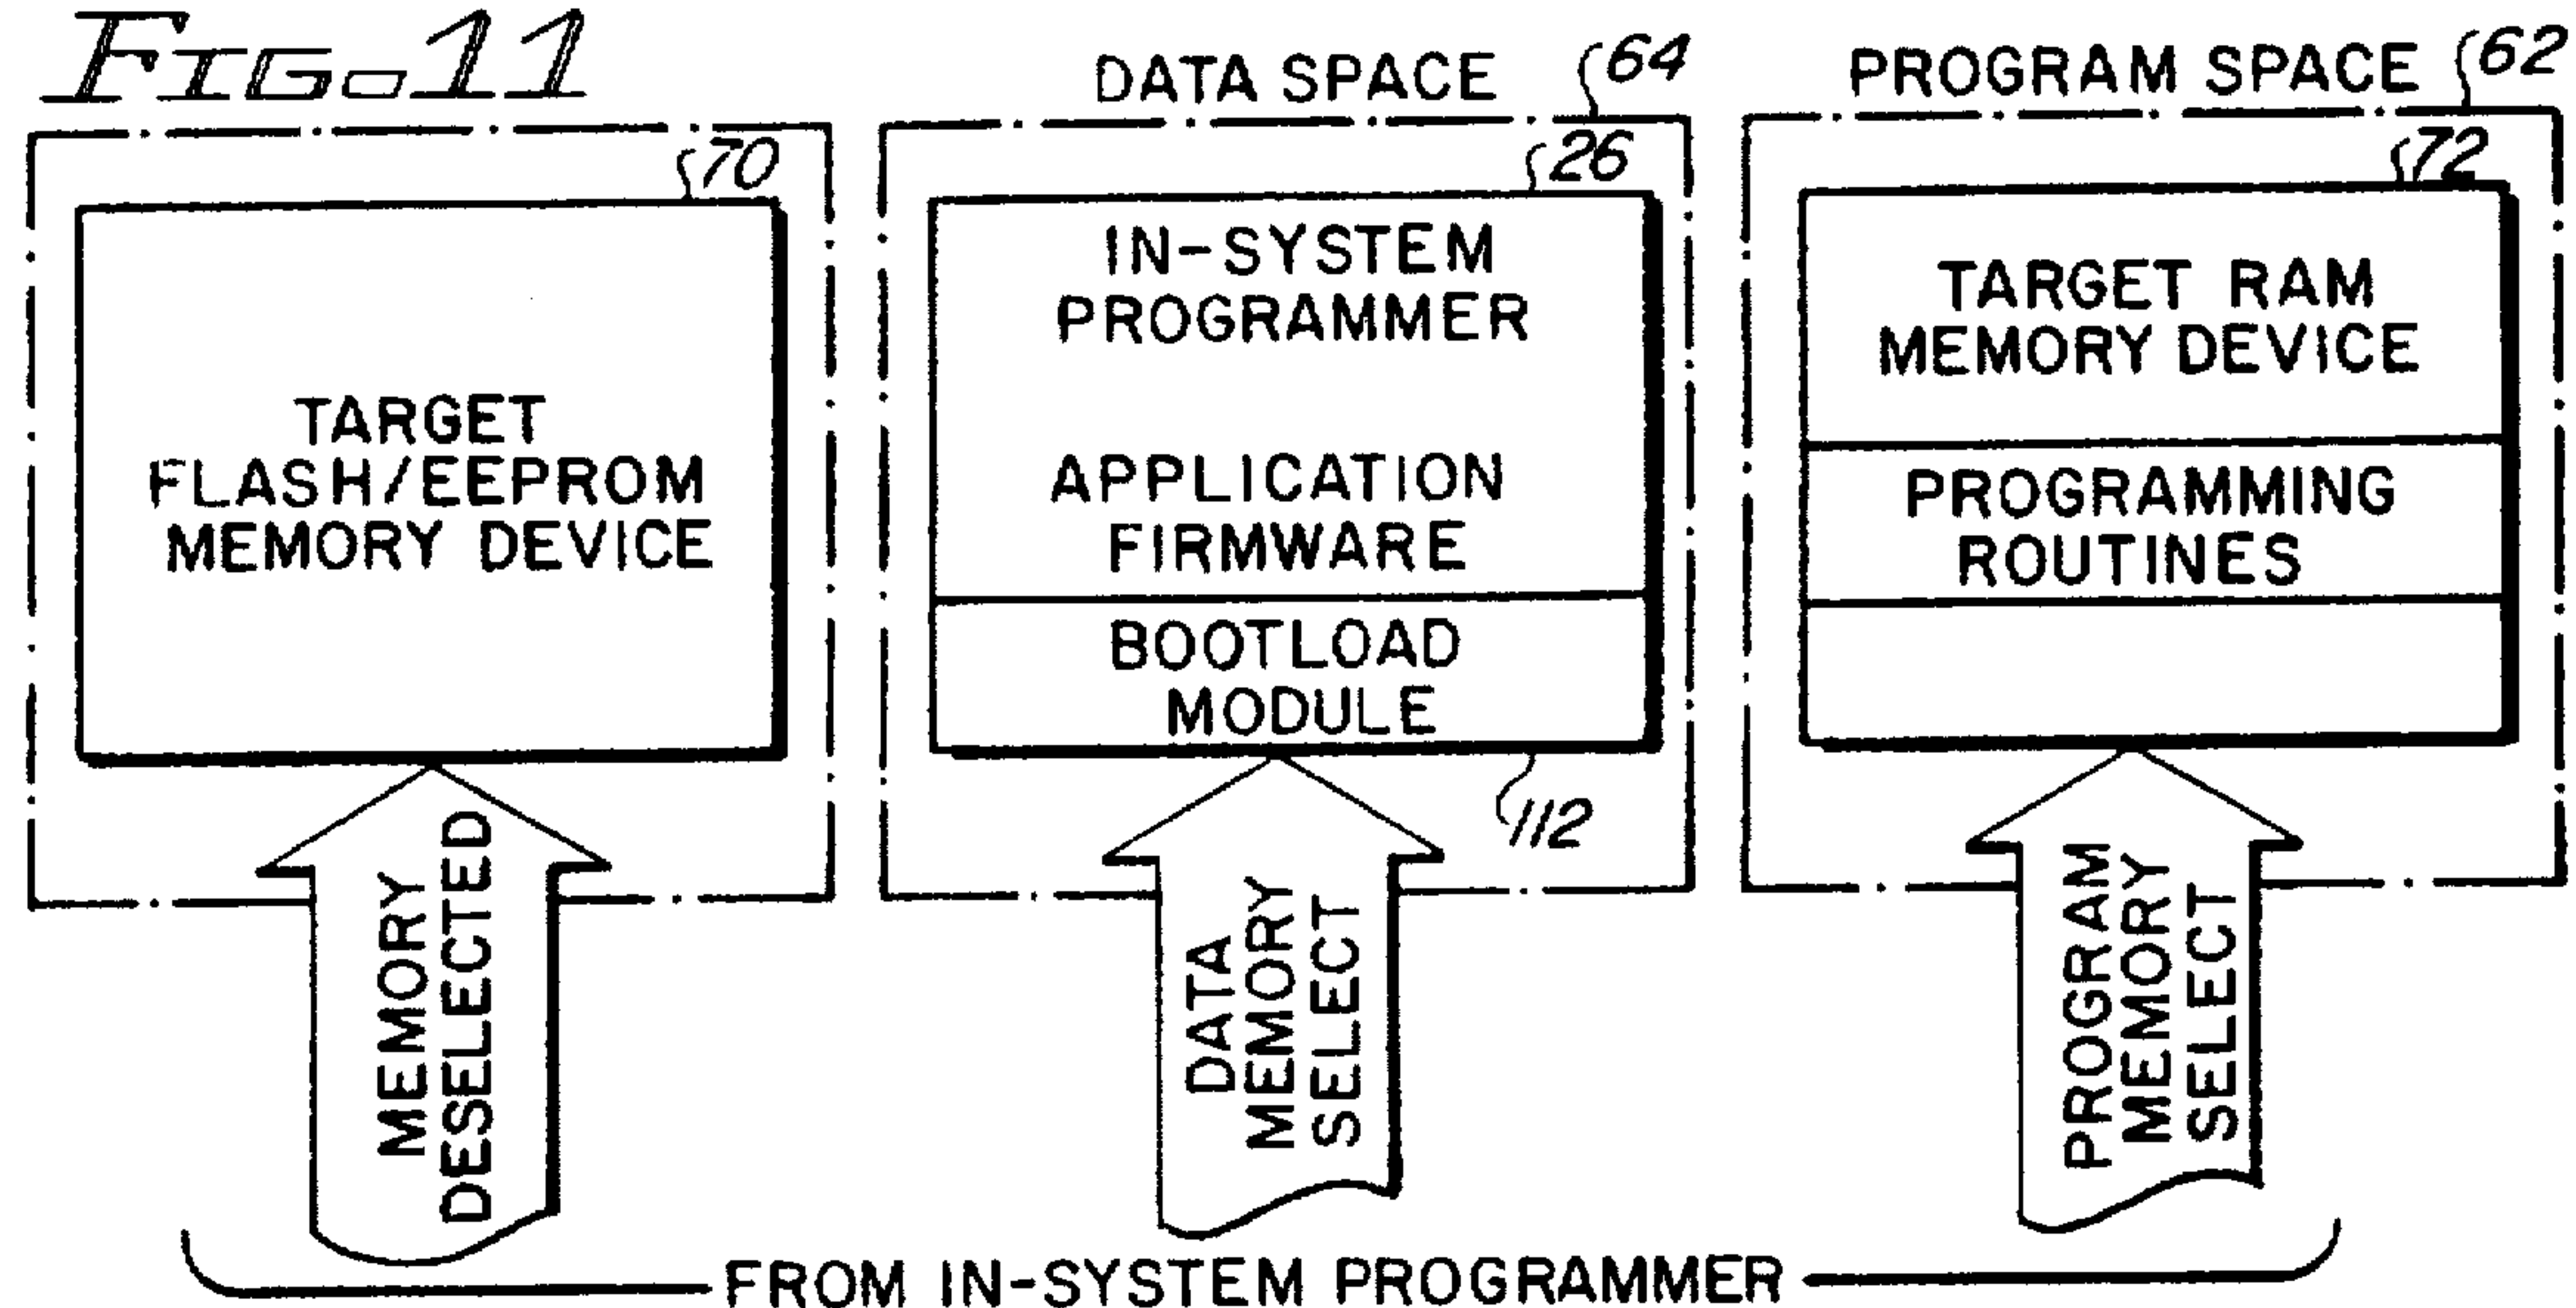 FIG. 11
DATA SPACE 64
PROGRAM SPACE 62
70
TARGET
FLASH/EEPROM
MEMORY DEVICE
26
IN-SYSTEM
PROGRAMMER
APPLICATION
FIRMWARE
BOOTLOAD
MODULE
112
72
TARGET RAM
MEMORY DEVICE
PROGRAMMING
ROUTINES
MEMORY
DESELECTED
DATA
MEMORY
SELECT
PROGRAM
MEMORY
SELECT
FROM IN-SYSTEM PROGRAMMER